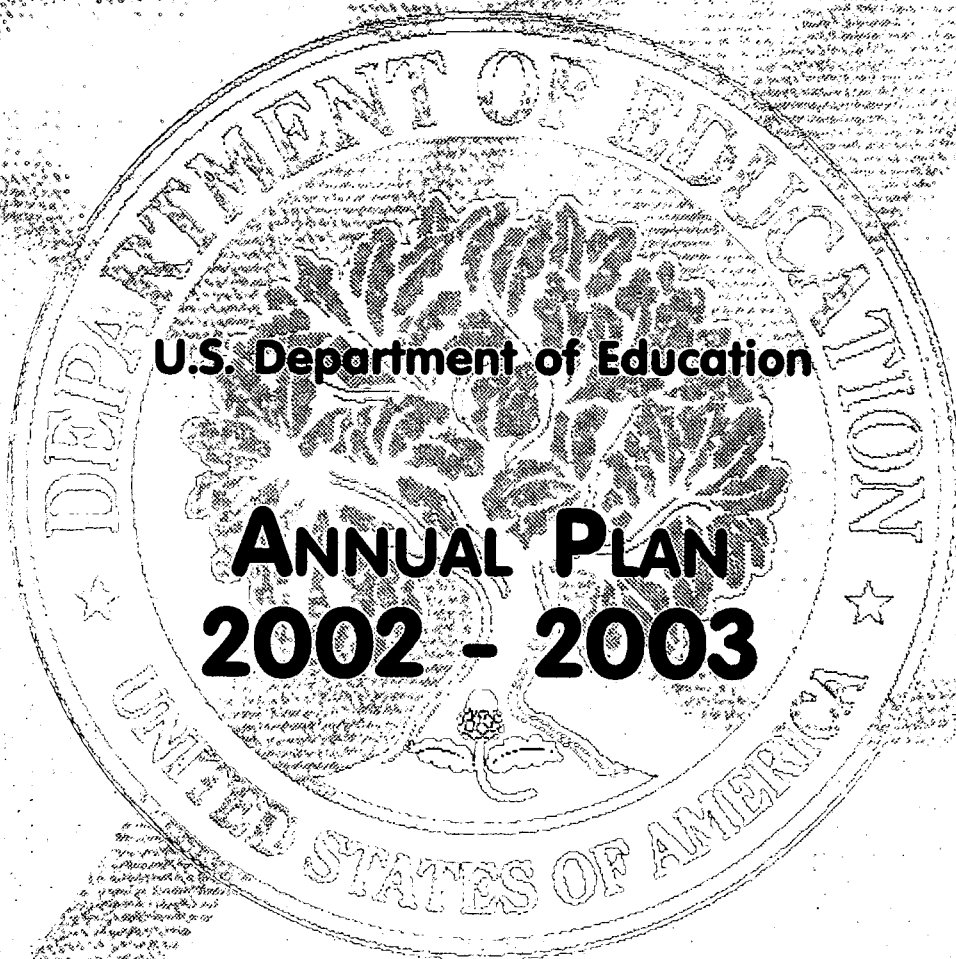 DEPARTMENT OF EDUCATION
U.S. Department of Education
ANNUAL PLAN
2002 - 2003
UNITED STATES OF AMERICA